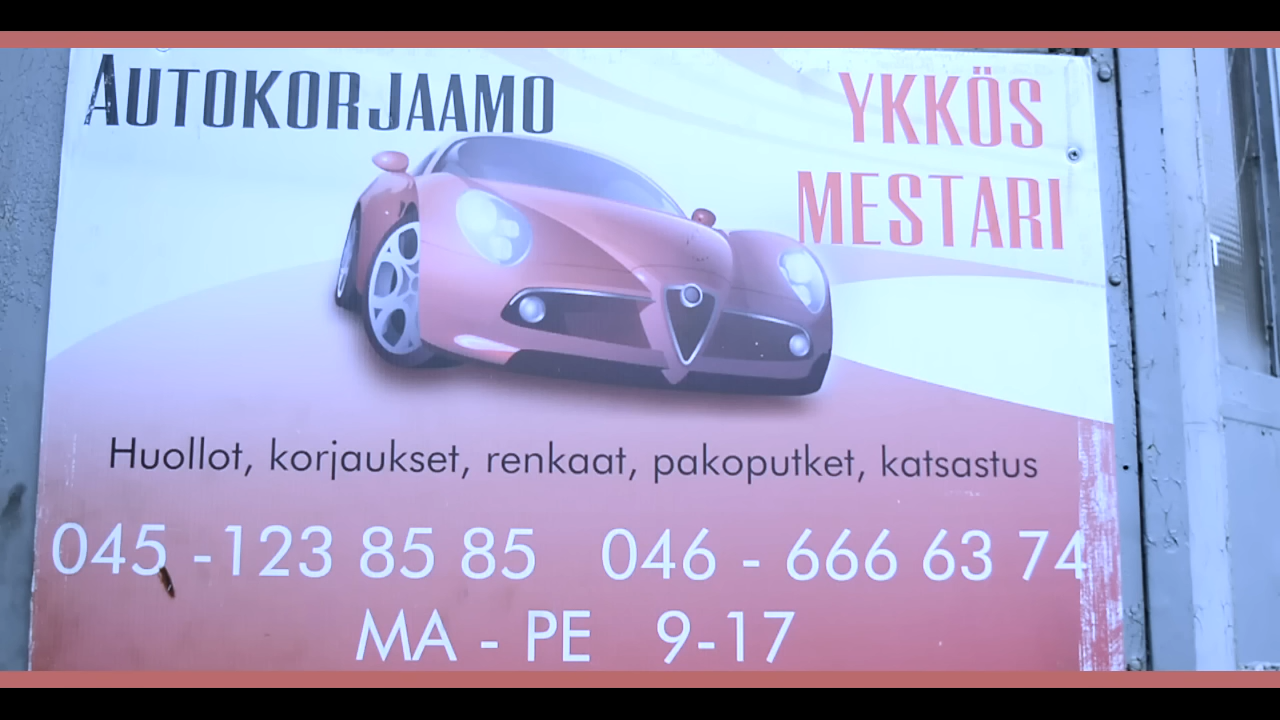 AUTOKORJAAMO
YKKÖS
MESTARI
Huollot, korjaukset, renkaat, pakoputket, katsastus
045 -123 85 85 046 - 666 63 74
MA - PE 9-17